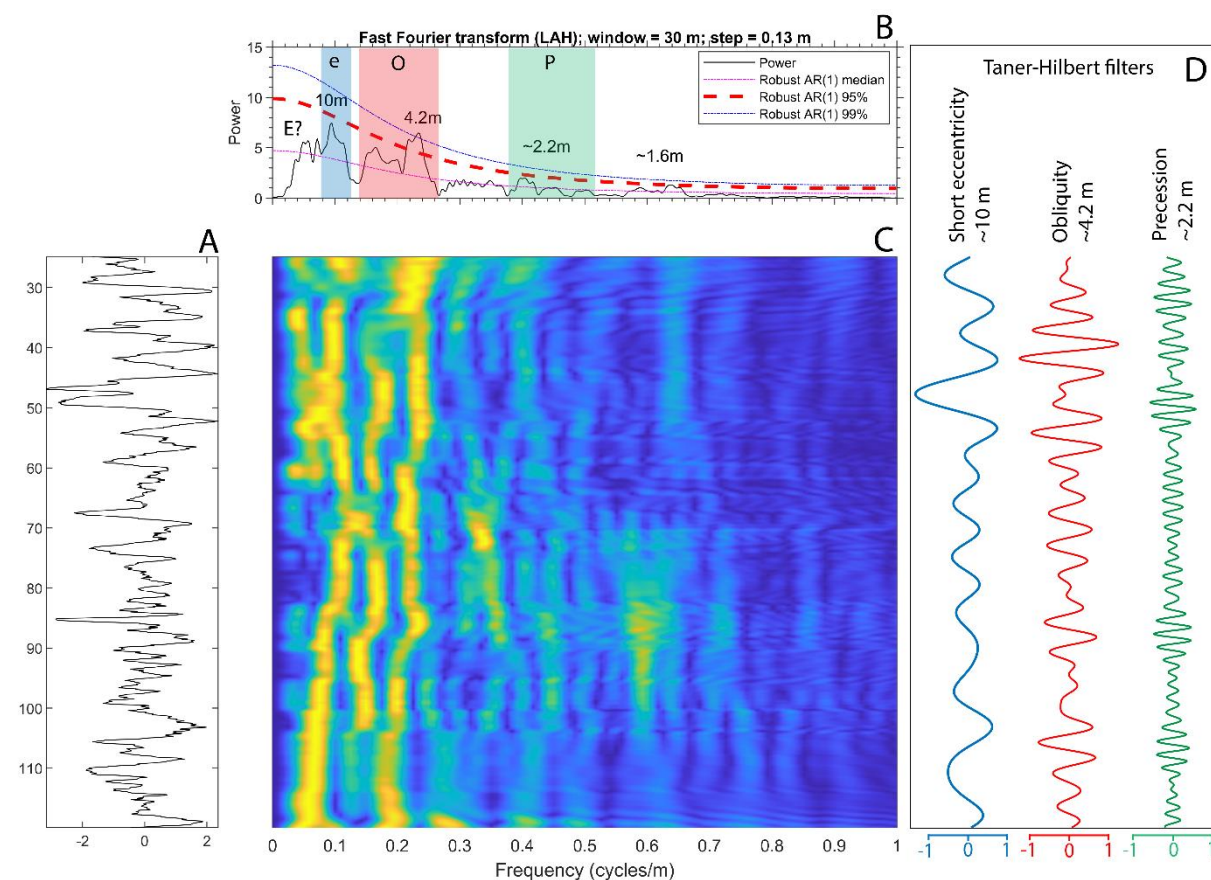 B
Fast Fourier transform (LAH); window = 30 m; step = 0.13 m
15
10
5
0
Power
E?
e
10m
O
4.2m
P
~2.2m
~1.6m
Power
Robust AR(1) median
Robust AR(1) 95%
Robust AR(1) 99%
D
Taner-Hilbert filters
Short eccentricity
~10 m
Obliquity
~4.2 m
Precession
~2.2 m
A
30
40
50
60
70
80
90
100
110
-2 0 2
C
0 0.1 0.2 0.3 0.4 0.5 0.6 0.7 0.8 0.9 1
Frequency (cycles/m)
-1 0 1
-1 0 1
-1 0 1